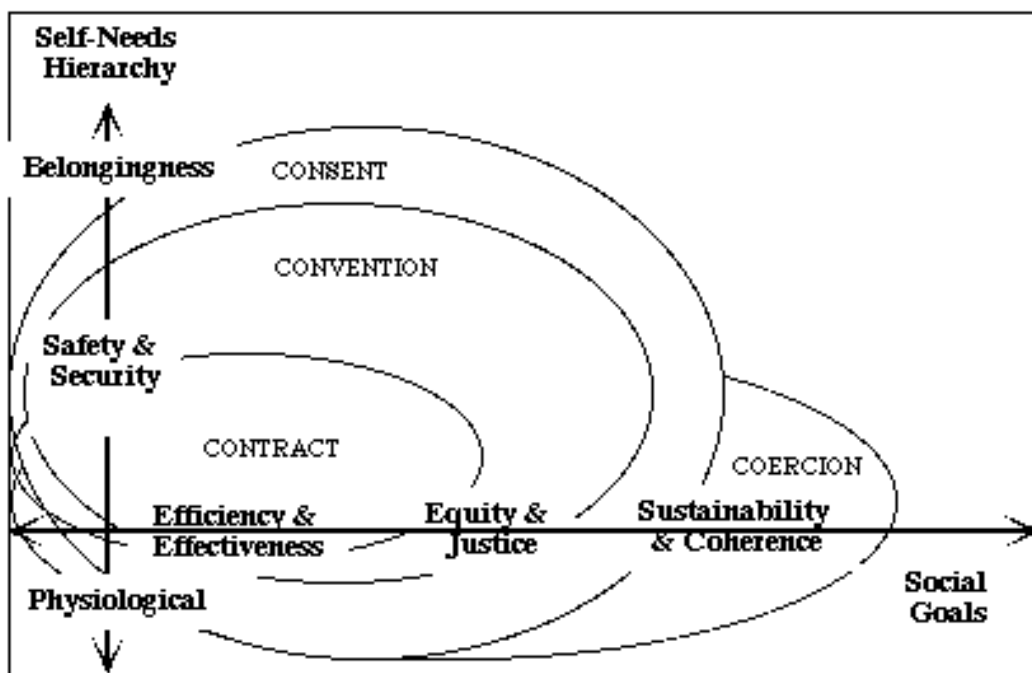 Self-Needs
Hierarchy
Belongingness
CONSENT
CONVENTION
Safety &
Security
CONTRACT
COERCION
Efficiency &
Effectiveness
Equity &
Justice
Sustainability
& Coherence
Physiological
Social
Goals